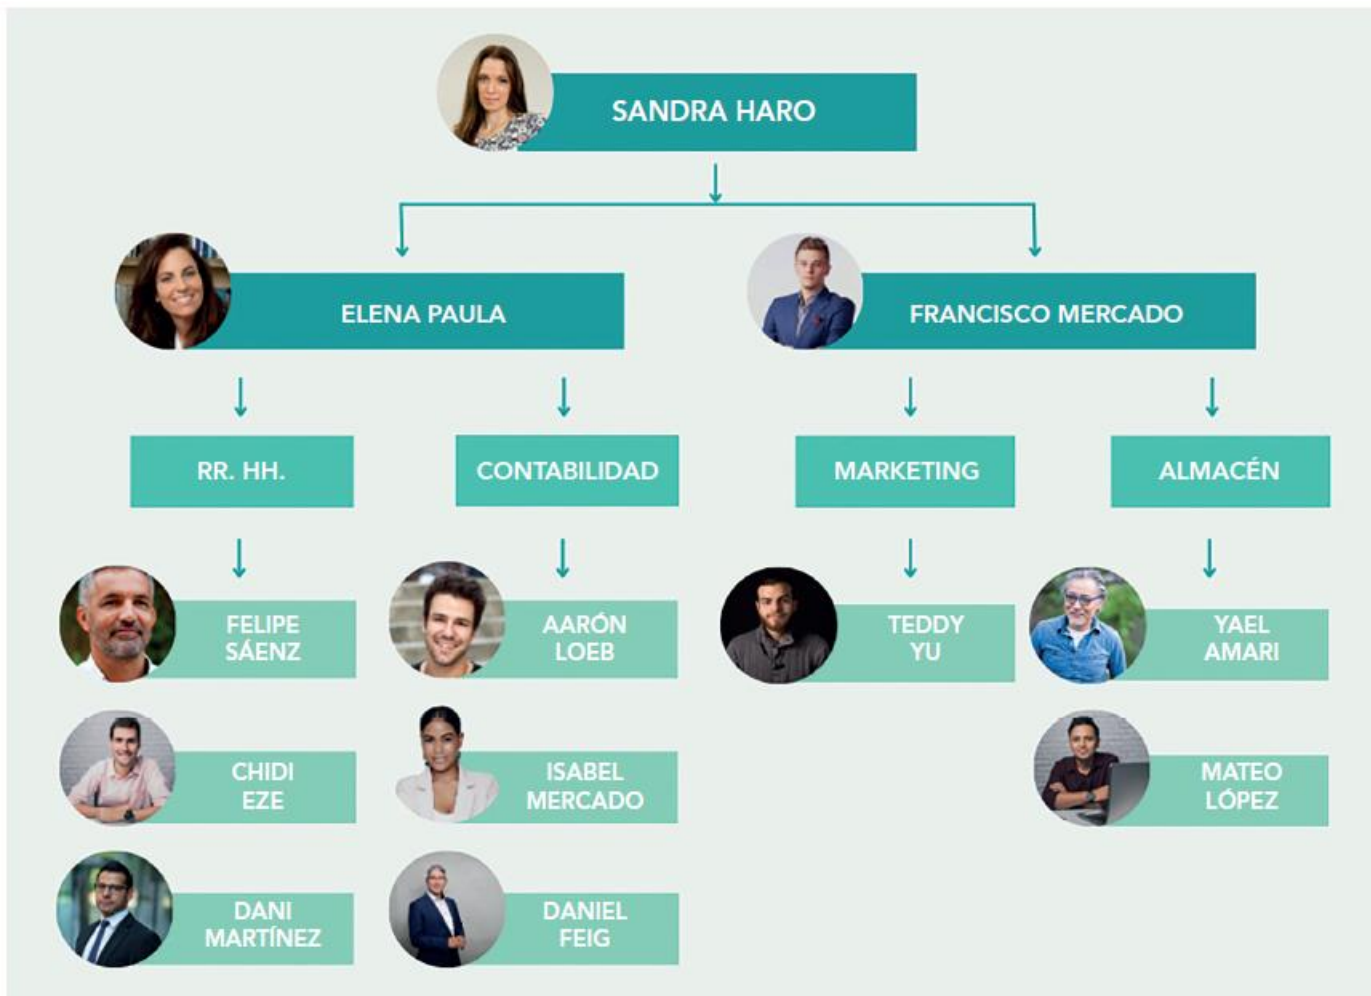 SANDRA HARO
ELENA PAULA
FRANCISCO MERCADO
RR. HH.
CONTABILIDAD
MARKETING
ALMACÉN
FELIPE
SÁENZ
AARÓN
LOEB
TEDDY
YU
YAEL
AMARI
CHIDI
EZE
ISABEL
MERCADO
MATEO
LÓPEZ
DANI
MARTÍNEZ
DANIEL
FEIG